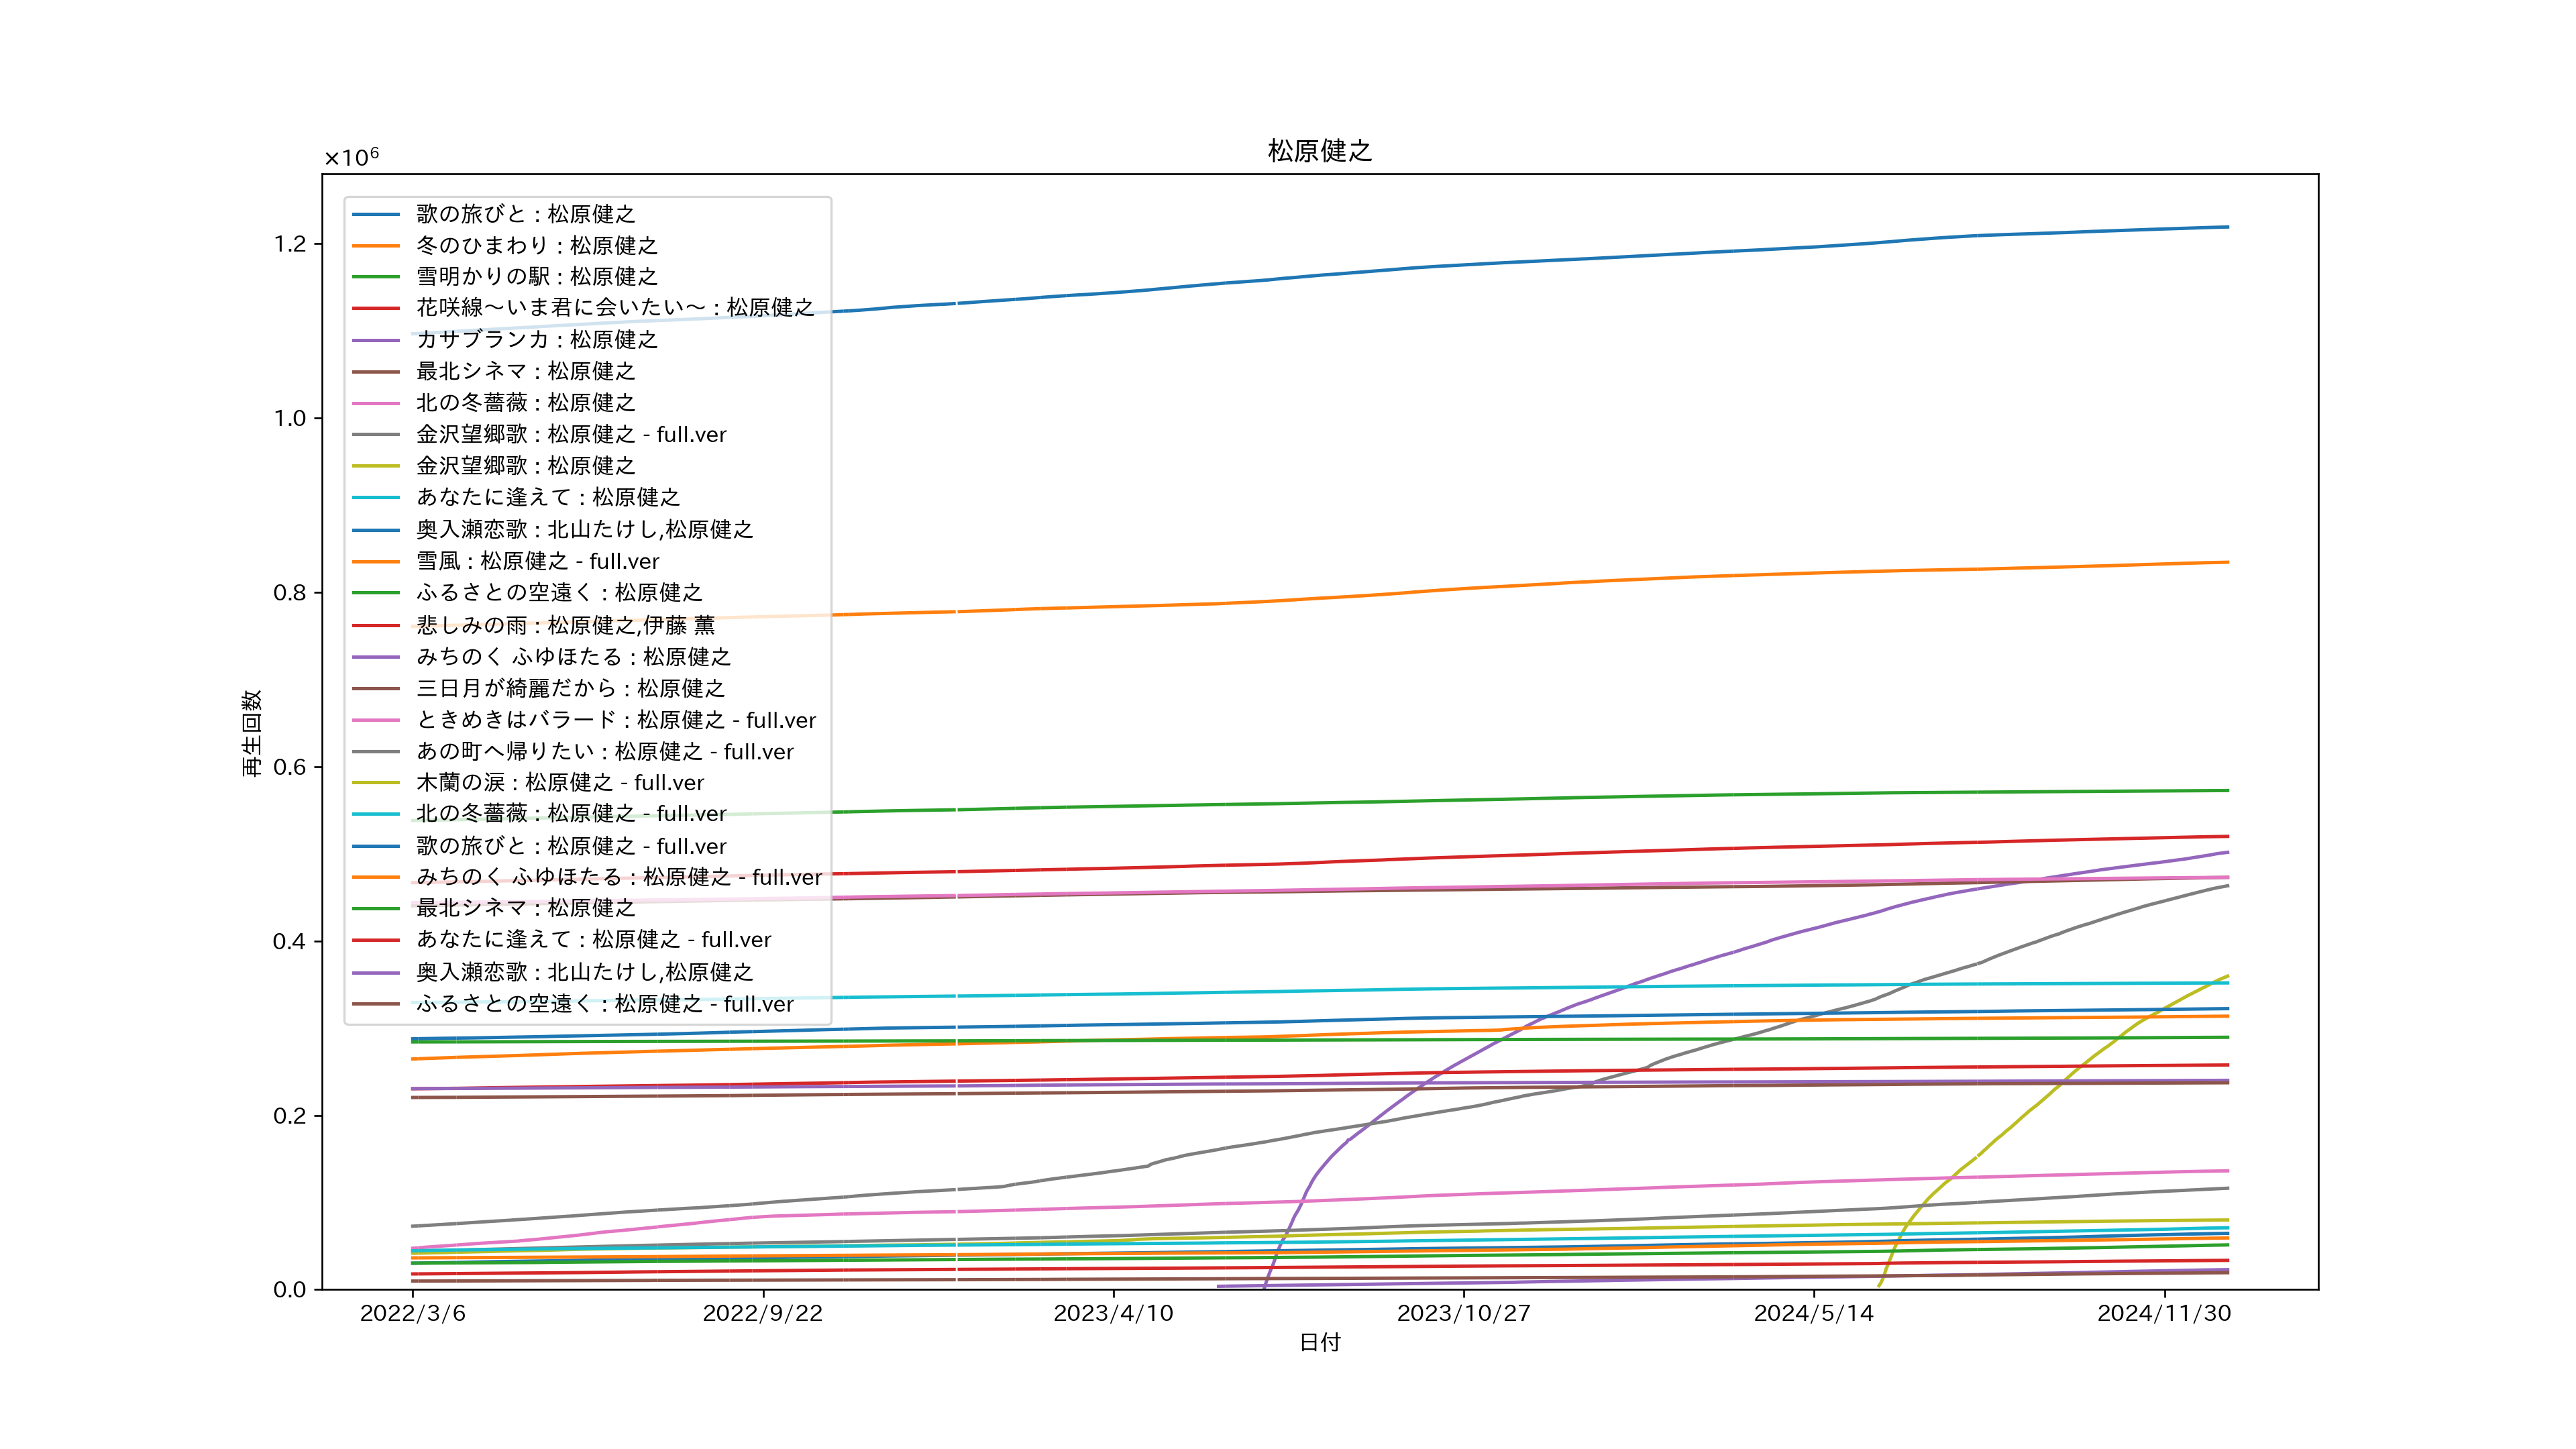 松原健之
×10⁶
1.2
1.0
0.8
0.6
0.4
0.2
0.0
再生回数
歌の旅びと : 松原健之
冬のひまわり : 松原健之
雪明かりの駅 : 松原健之
花咲線～いま君に会いたい～ : 松原健之
カサブランカ : 松原健之
最北シネマ : 松原健之
北の冬薔薇 : 松原健之
金沢望郷歌 : 松原健之 - full.ver
金沢望郷歌 : 松原健之
あなたに逢えて : 松原健之
奥入瀬恋歌 : 北山たけし,松原健之
雪風 : 松原健之 - full.ver
ふるさとの空遠く : 松原健之
悲しみの雨 : 松原健之,伊藤 薫
みちのく ふゆほたる : 松原健之
三日月が綺麗だから : 松原健之
ときめきはバラード : 松原健之 - full.ver
あの町へ帰りたい : 松原健之 - full.ver
木蘭の涙 : 松原健之 - full.ver
北の冬薔薇 : 松原健之 - full.ver
歌の旅びと : 松原健之 - full.ver
みちのく ふゆほたる : 松原健之 - full.ver
最北シネマ : 松原健之
あなたに逢えて : 松原健之 - full.ver
奥入瀬恋歌 : 北山たけし,松原健之
ふるさとの空遠く : 松原健之 - full.ver
2022/3/6
2022/9/22
2023/4/10
2023/10/27
2024/5/14
2024/11/30
日付